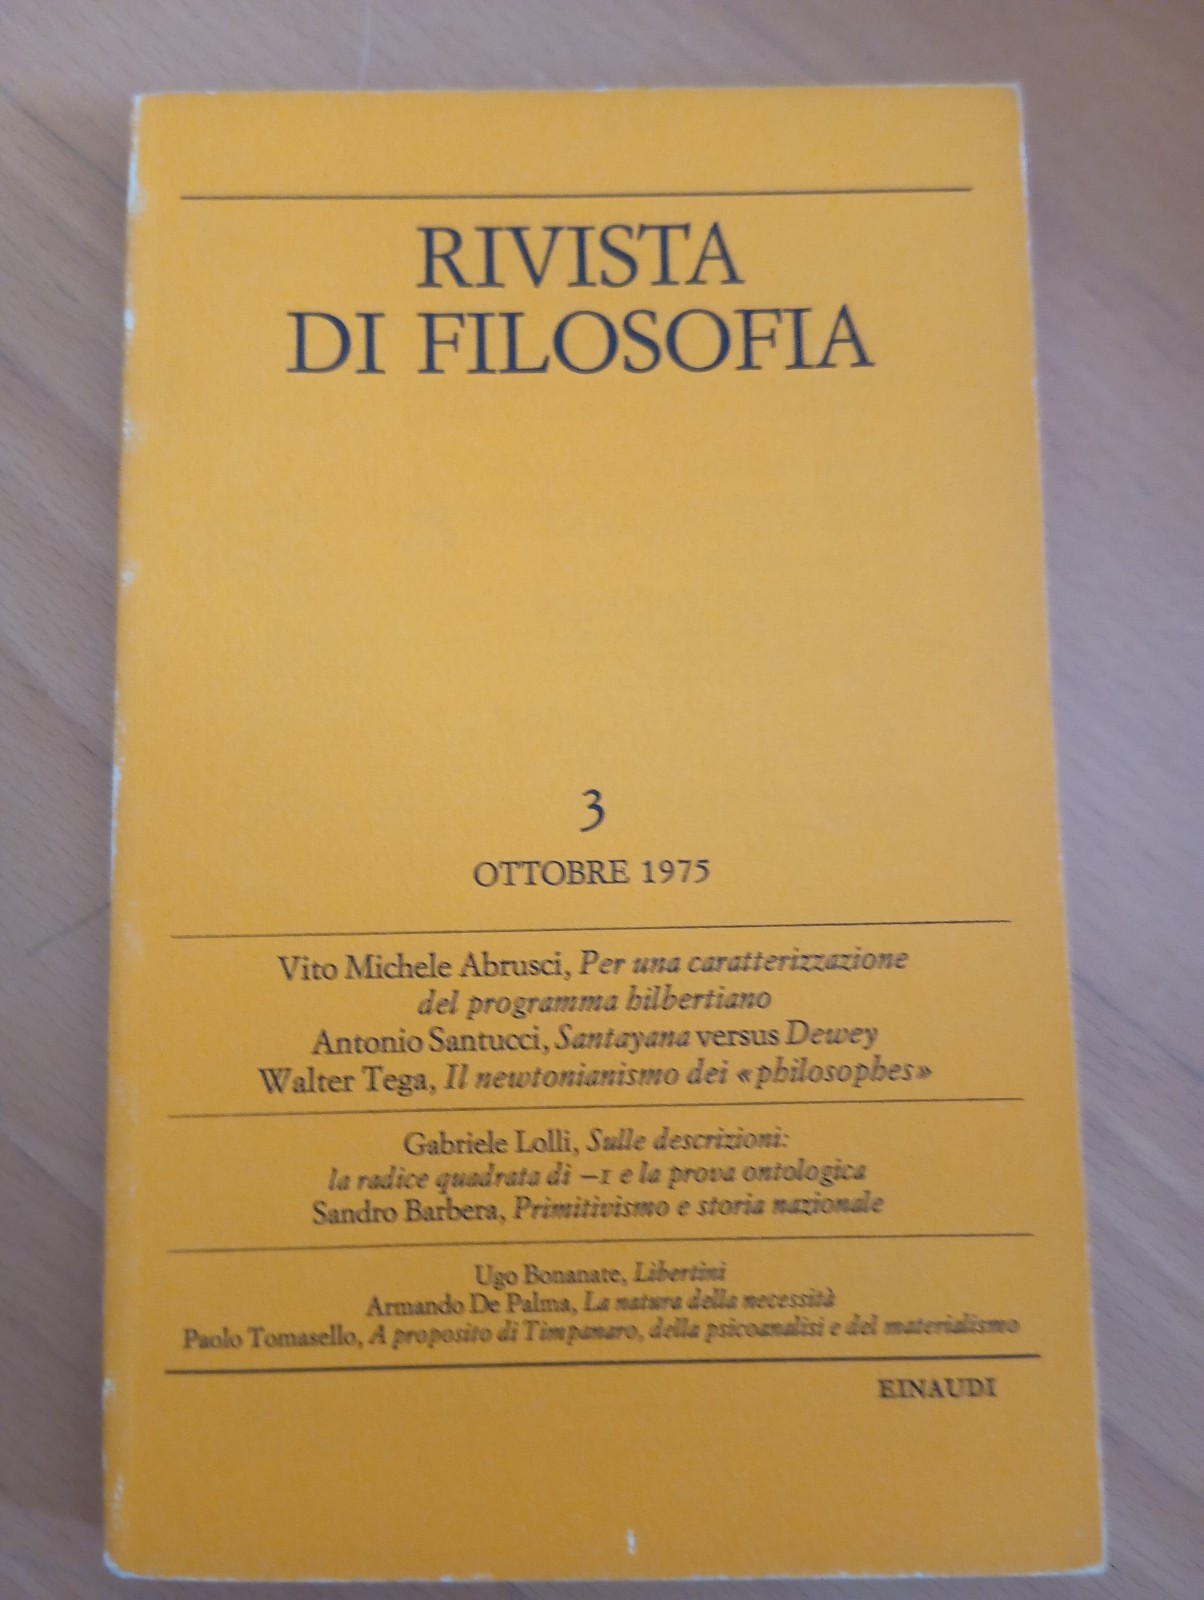 RIVISTA
DI FILOSOFIA
3
OTTOBRE 1975
Vito Michele Abrusci, Per una caratterizzazione
del programma hilbertiano
Antonio Santucci, Santayana versus Dewey
Walter Tega, Il newtonianismo dei «philosophes»
Gabriele Lolli, Sulle descrizioni:
la radice quadrata di –1 e la prova ontologica
Sandro Barbera, Primitivismo e storia nazionale
Ugo Bonanate, Libertini
Armando De Palma, La natura della necessità
Paolo Tomasello, A proposito di Timpanaro, della psicoanalisi e del materialismo
EINAUDI